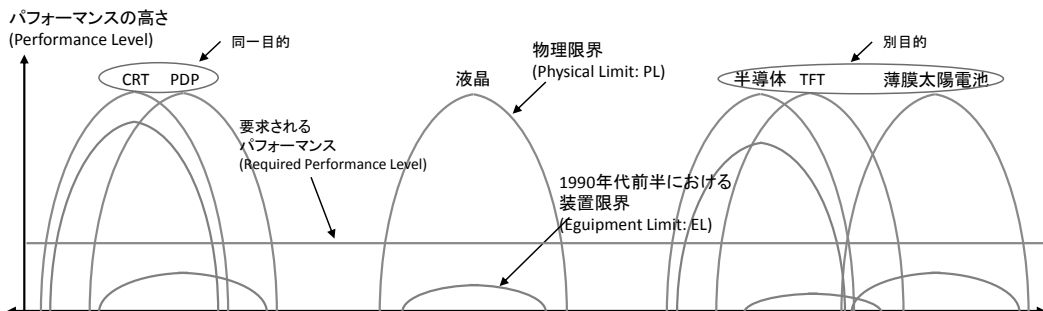 パフォーマンスの高さ
(Performance Level)
同一目的
CRT PDP
要求される
パフォーマンス
(Required Performance Level)
液晶
物理限界
(Physical Limit: PL)
1990年代前半における
装置限界
(Eguipment Limit: EL)
別目的
半導体 TFT 薄膜太陽電池